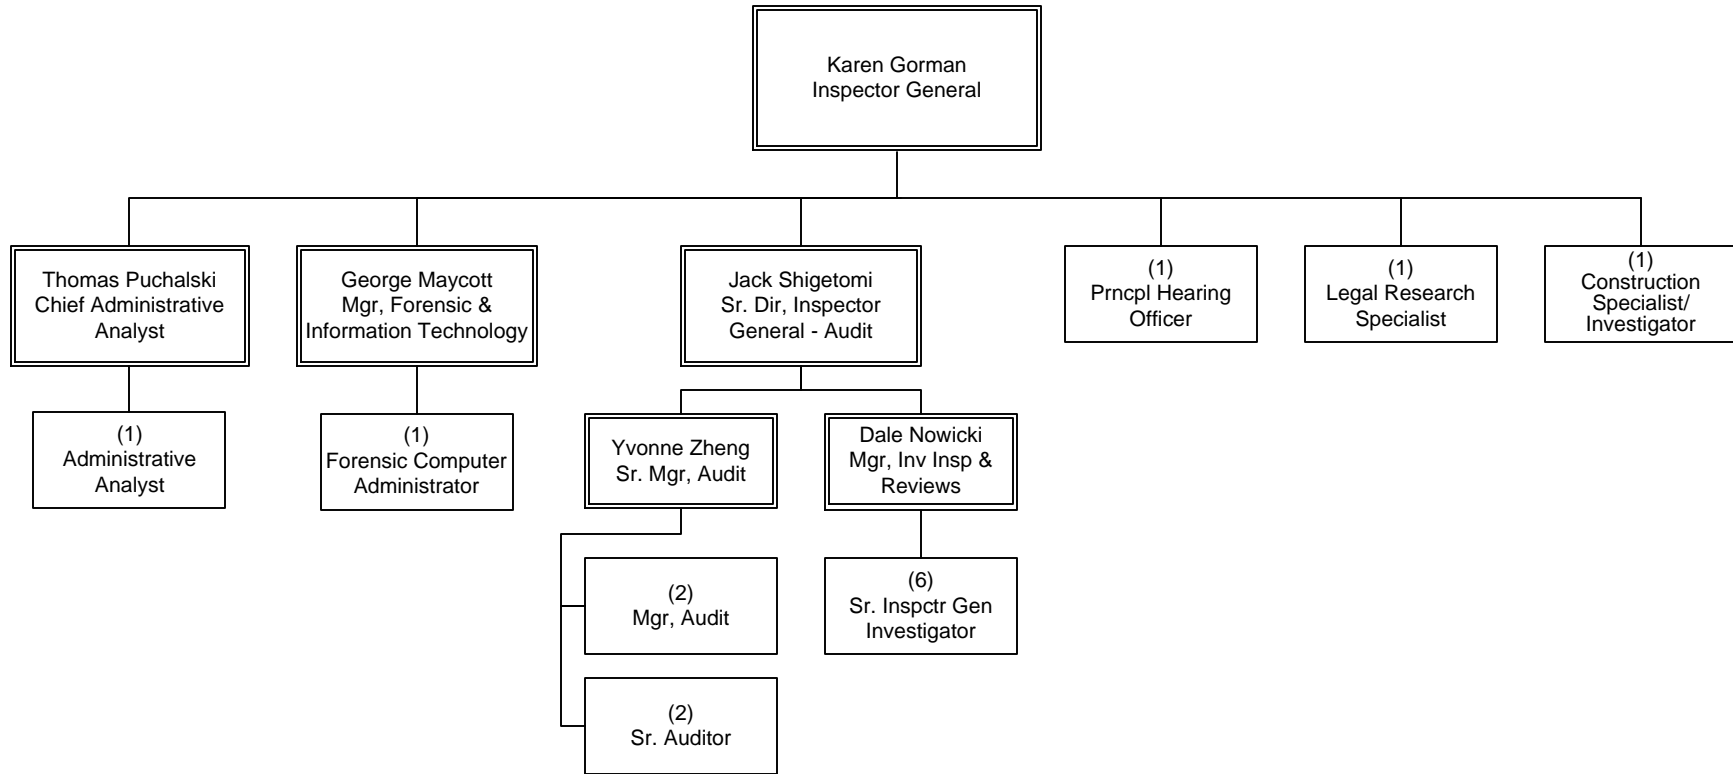 Karen Gorman
Inspector General
Thomas Puchalski
Chief Administrative
Analyst
George Maycott
Mgr, Forensic &
Information Technology
Jack Shigetomi
Sr. Dir, Inspector
General - Audit
(1)
Prncpl Hearing
Officer
(1)
Legal Research
Specialist
(1)
Construction
Specialist/
Investigator
(1)
Administrative
Analyst
(1)
Forensic Computer
Administrator
Yvonne Zheng
Sr. Mgr, Audit
Dale Nowicki
Mgr, Inv Insp &
Reviews
(2)
Mgr, Audit
(6)
Sr. Inspctr Gen
Investigator
(2)
Sr. Auditor